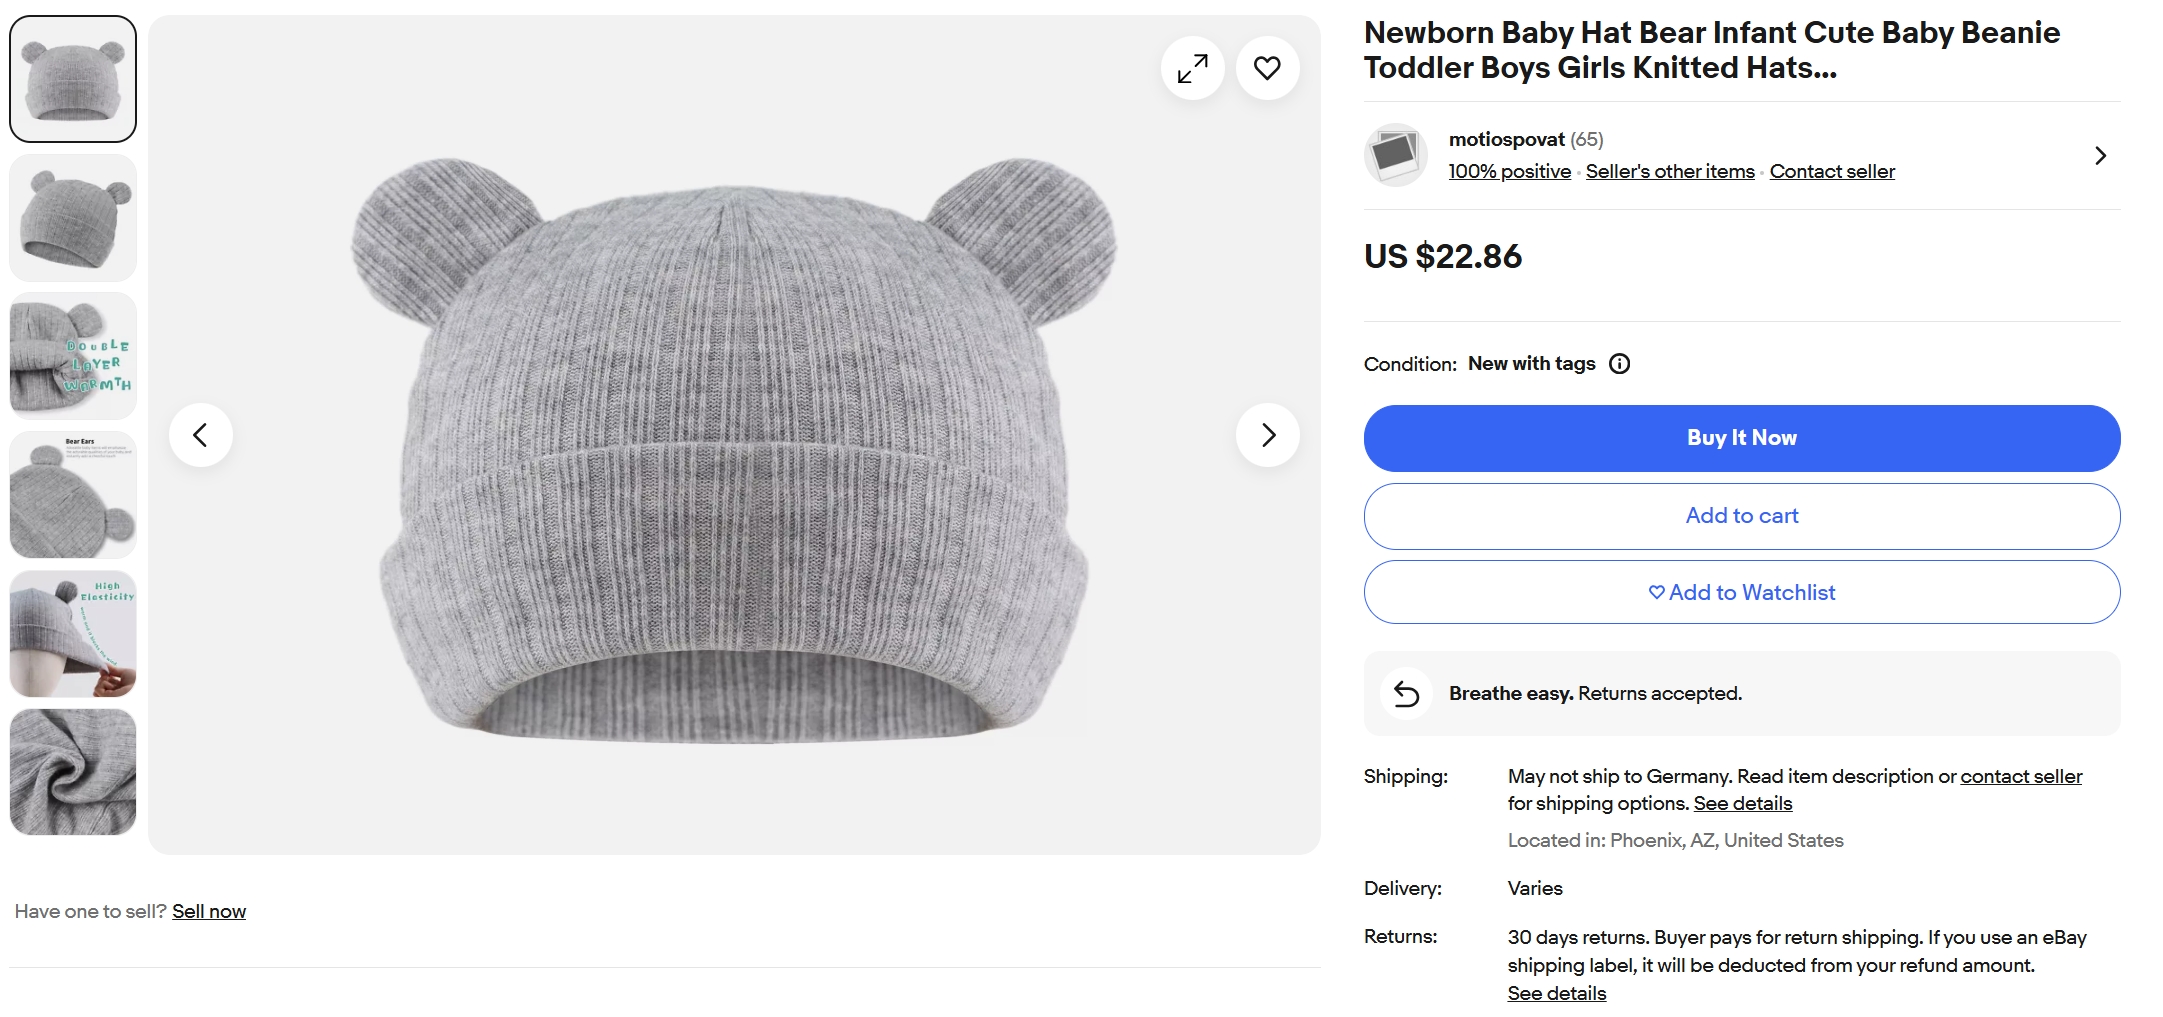 DOUBLE
LAYER
WARMTH
Bear Ears
High
Elasticity
Have one to sell? Sell now
Newborn Baby Hat Bear Infant Cute Baby Beanie
Toddler Boys Girls Knitted Hats...
motiospovat (65)
100% positive · Seller's other items · Contact seller
US $22.86
Condition: New with tags
Buy It Now
Add to cart
Add to Watchlist
Breathe easy. Returns accepted.
Shipping: May not ship to Germany. Read item description or contact seller
for shipping options. See details
Located in: Phoenix, AZ, United States
Delivery: Varies
Returns: 30 days returns. Buyer pays for return shipping. If you use an eBay
shipping label, it will be deducted from your refund amount.
See details